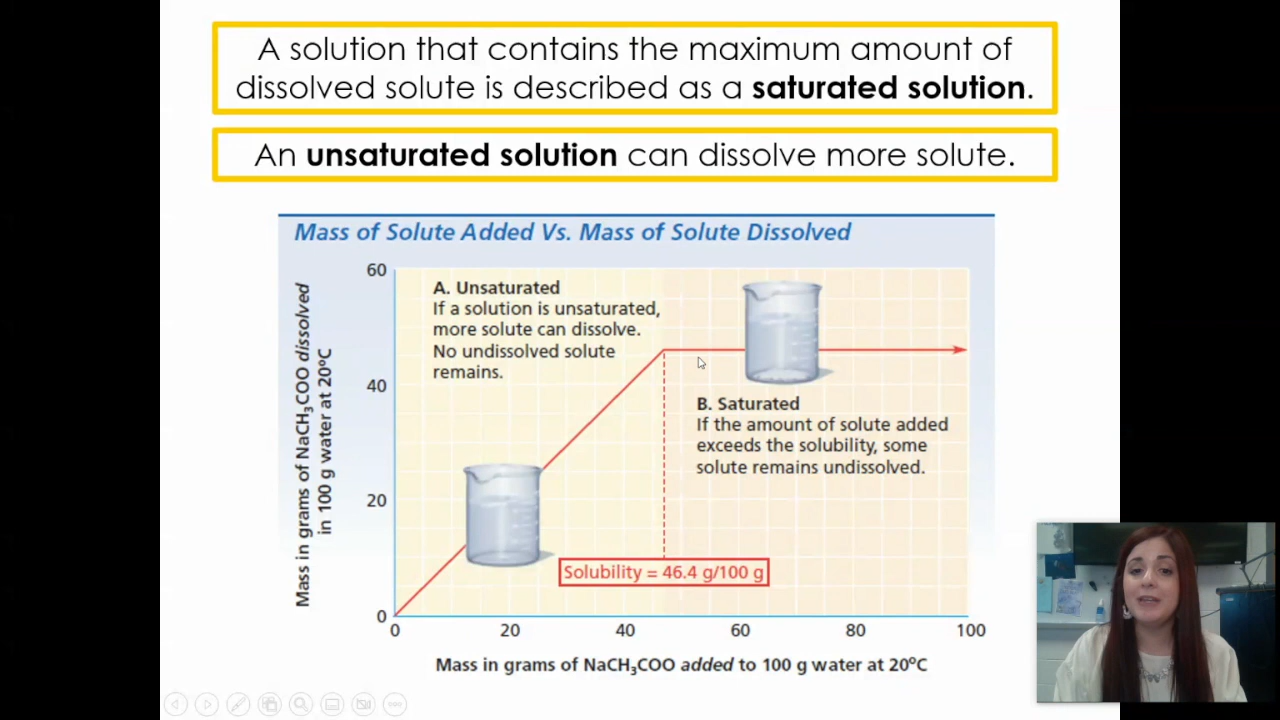 A solution that contains the maximum amount of
dissolved solute is described as a saturated solution.
An unsaturated solution can dissolve more solute.
Mass of Solute Added Vs. Mass of Solute Dissolved
Mass in grams of NaCH₃COO dissolved
in 100 g water at 20°C
60
40
20
0
A. Unsaturated
If a solution is unsaturated,
more solute can dissolve.
No undissolved solute
remains.
B. Saturated
If the amount of solute added
exceeds the solubility, some
solute remains undissolved.
Solubility = 46.4 g/100 g
0 20 40 60 80 100
Mass in grams of NaCH₃COO added to 100 g water at 20°C